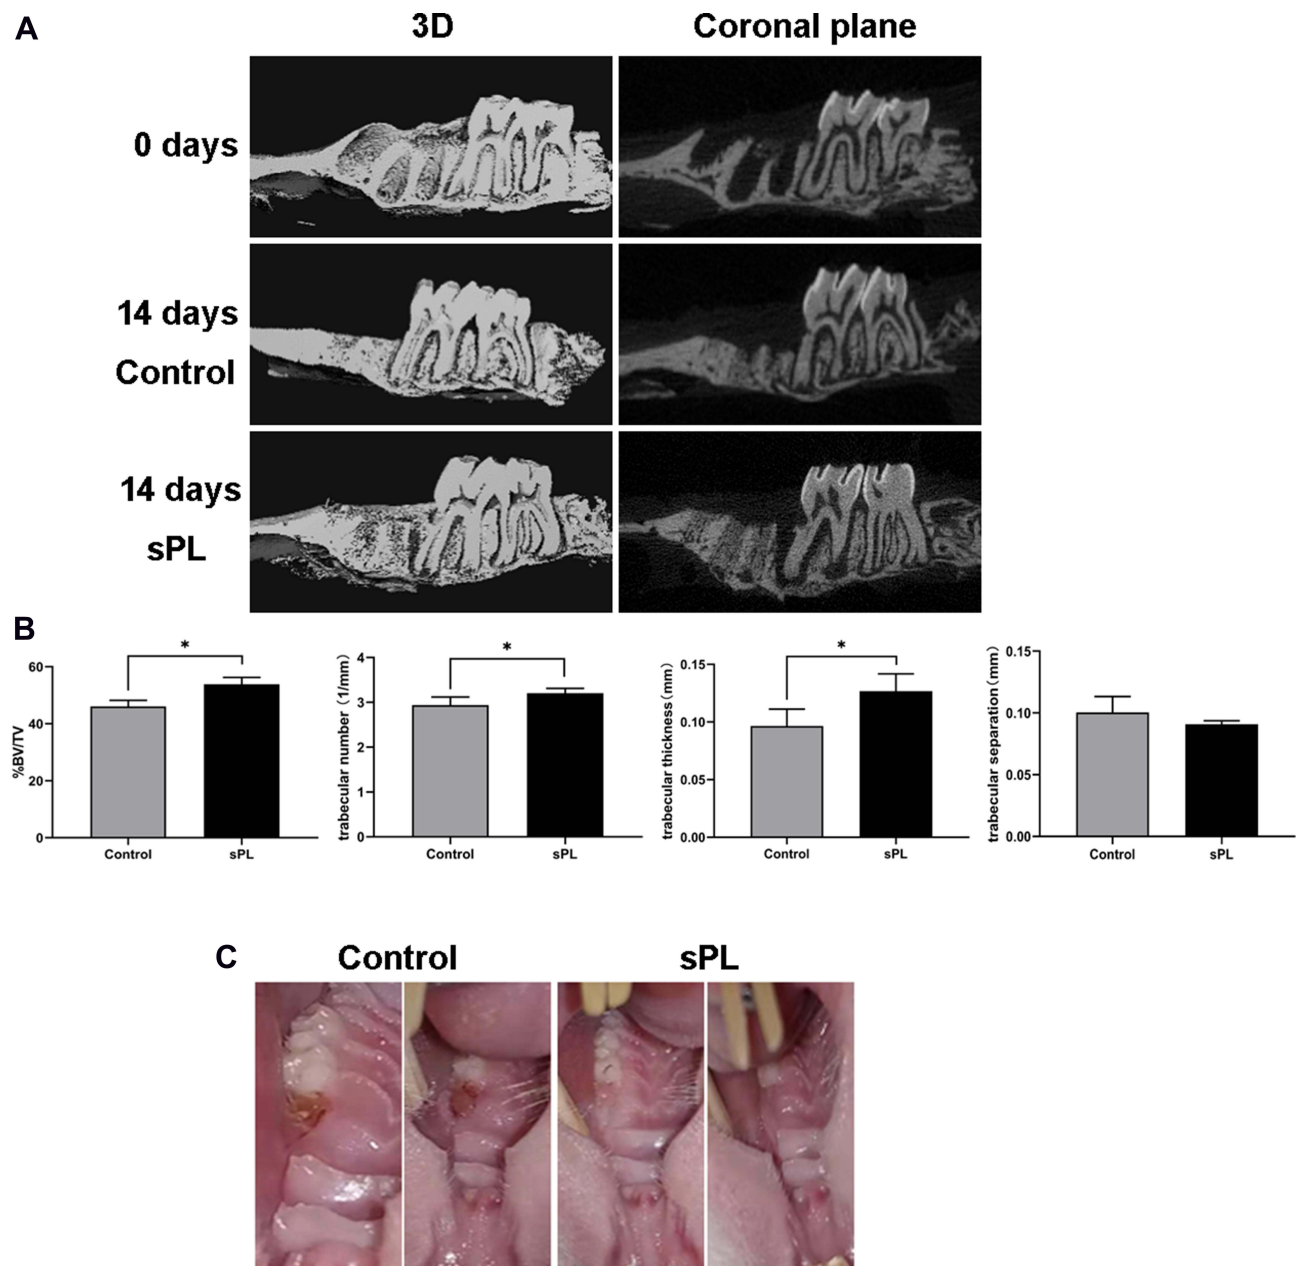 A
3D
Coronal plane
0 days
14 days
Control
14 days
sPL
B
*
%BV/TV
60
40
20
0
Control
sPL
*
trabecular number（1/mm）
4
3
2
1
0
Control
sPL
*
trabecular thickness（mm）
0.15
0.10
0.05
0.00
Control
sPL
trabecular separation（mm）
0.15
0.10
0.05
0.00
Control
sPL
C
Control
sPL